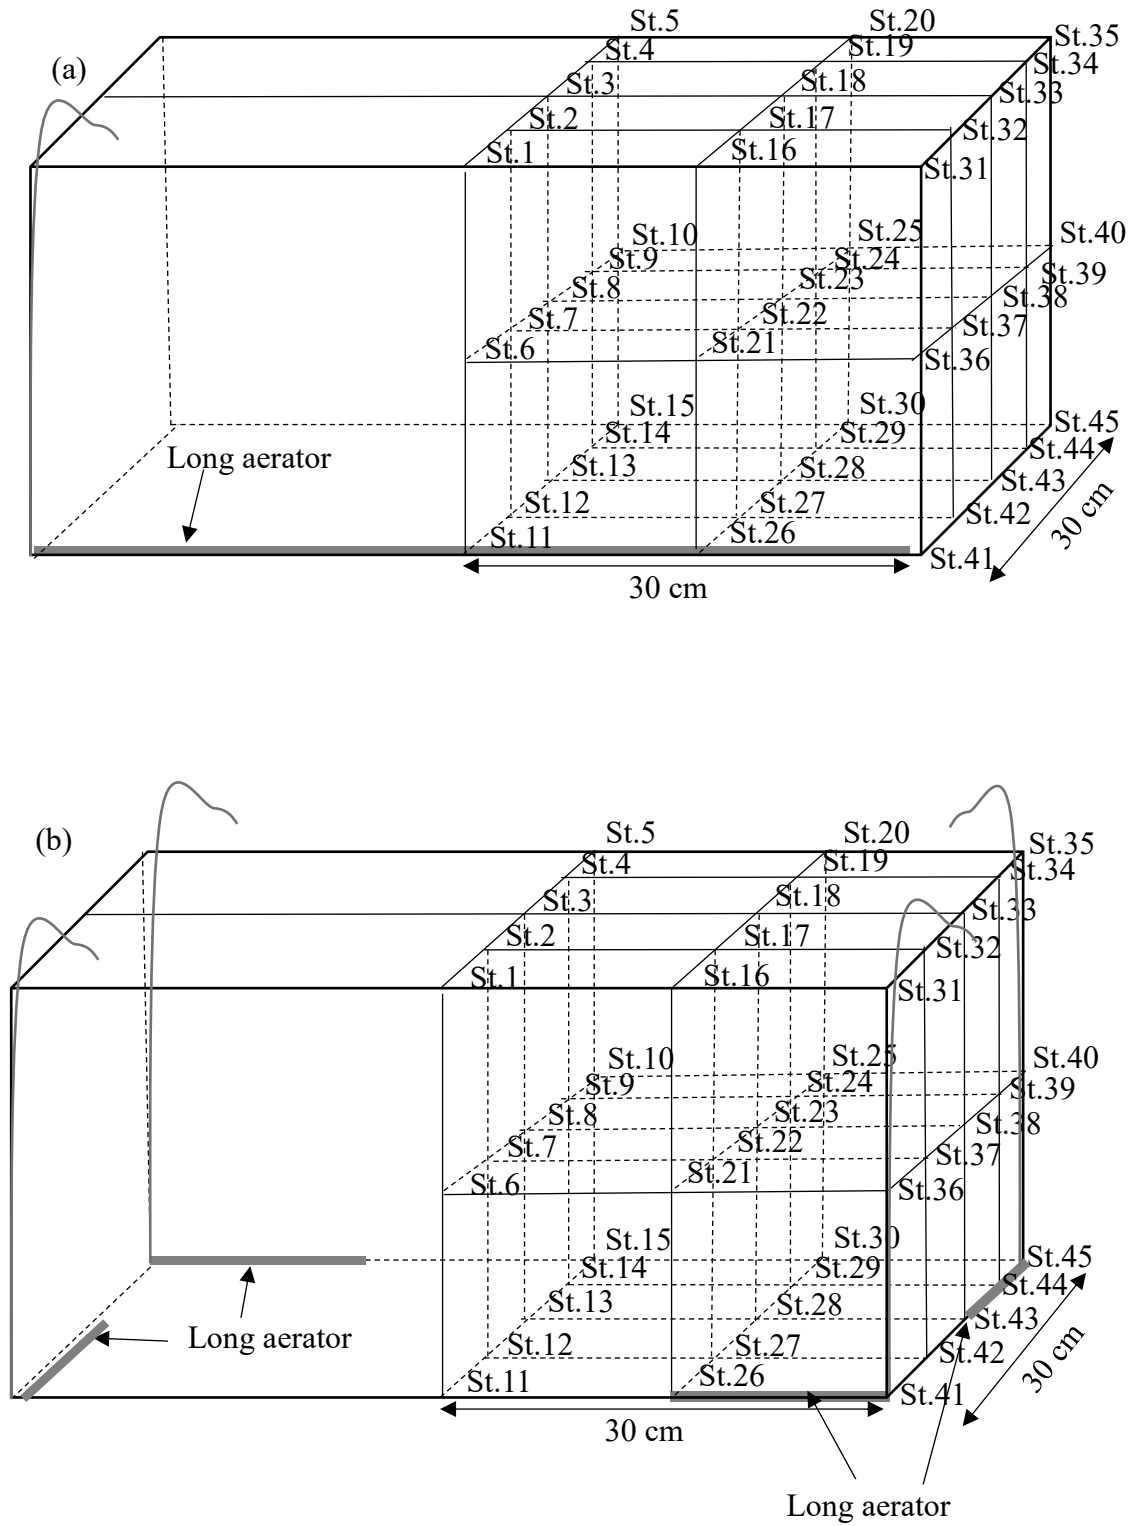 St.5
St.20
St.35
St.4
St.19
St.34
(a)
St.3
St.18
St.33
St.2
St.17
St.32
St.1
St.16
St.31
St.10
St.25
St.40
St.9
St.24
St.39
St.8
St.23
St.38
St.7
St.22
St.37
St.6
St.21
St.36
St.15
St.30
St.45
St.14
St.29
St.44
Long aerator
St.13
St.28
St.43
St.12
St.27
St.42
30 cm
St.11
St.26
St.41
30 cm
(b)
St.5
St.20
St.35
St.4
St.19
St.34
St.3
St.18
St.33
St.2
St.17
St.32
St.1
St.16
St.31
St.10
St.25
St.40
St.9
St.24
St.39
St.8
St.23
St.38
St.7
St.22
St.37
St.6
St.21
St.36
St.15
St.30
St.45
St.14
St.29
St.44
St.13
St.28
St.43
Long aerator
St.12
St.27
St.42
30 cm
St.11
St.26
St.41
30 cm
Long aerator